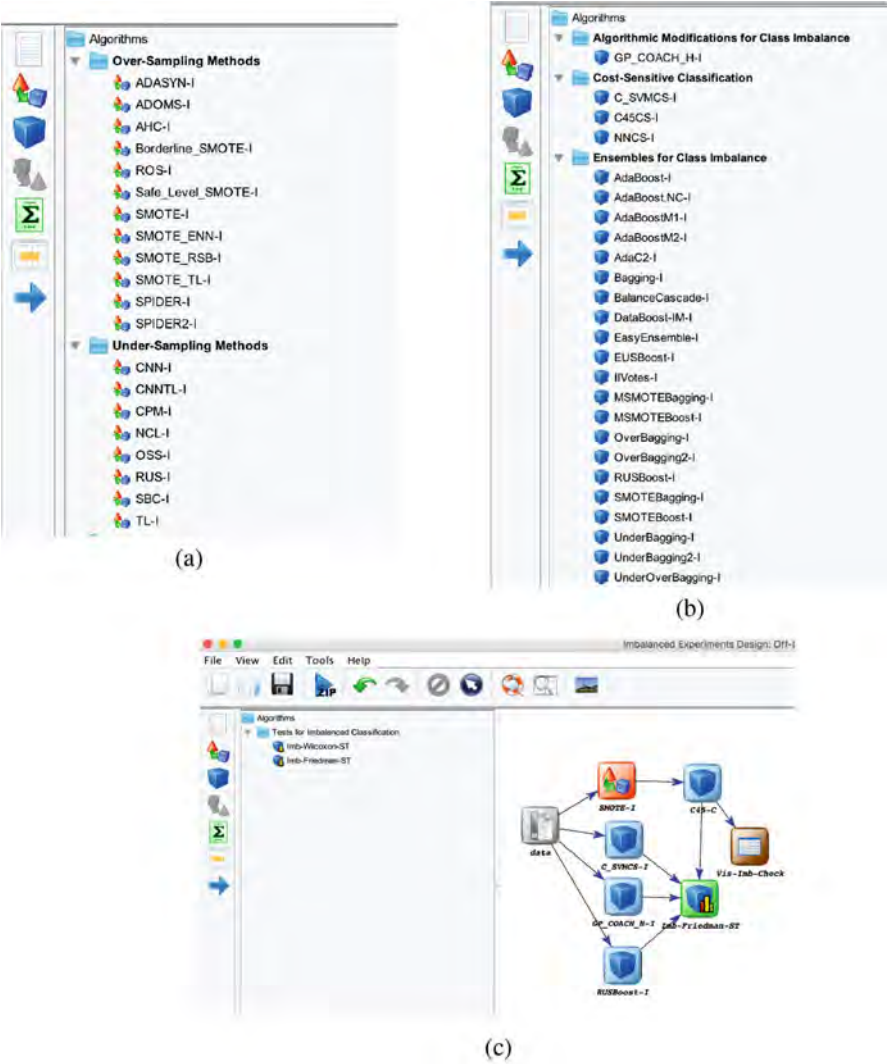 Algorithms
Over-Sampling Methods
ADASYN-I
ADOMS-I
AHC-I
Borderline_SMOTE-I
ROS-I
Safe_Level_SMOTE-I
SMOTE-I
SMOTE_ENN-I
SMOTE_RSB-I
SMOTE_TL-I
SPIDER-I
SPIDER2-I
Under-Sampling Methods
CNN-I
CNNTL-I
CPM-I
NCL-I
OSS-I
RUS-I
SBC-I
TL-I
(a)
Algorithms
Algorithmic Modifications for Class Imbalance
GP_COACH_H-I
Cost-Sensitive Classification
C_SVMCS-I
C45CS-I
NNCS-I
Ensembles for Class Imbalance
AdaBoost-I
AdaBoost.NC-I
AdaBoostM1-I
AdaBoostM2-I
AdaC2-I
Bagging-I
BalanceCascade-I
DataBoost-IM-I
EasyEnsemble-I
EUSBoost-I
IIVotes-I
MSMOTEBagging-I
MSMOTEBoost-I
OverBagging-I
OverBagging2-I
RUSBoost-I
SMOTEBagging-I
SMOTEBoost-I
UnderBagging-I
UnderBagging2-I
UnderOverBagging-I
(b)
Imbalanced Experiments Design: Off-l
File View Edit Tools Help
ZIP
Algorithms
Tests for Imbalanced Classification
Imb-Wilcoxon-ST
Imb-Friedman-ST
SMOTE-I
C45-C
data
C_SVMCS-I
Vis-Imb-Check
GP_COACH_H-I
Imb-Friedman-ST
RUSBoost-I
(c)